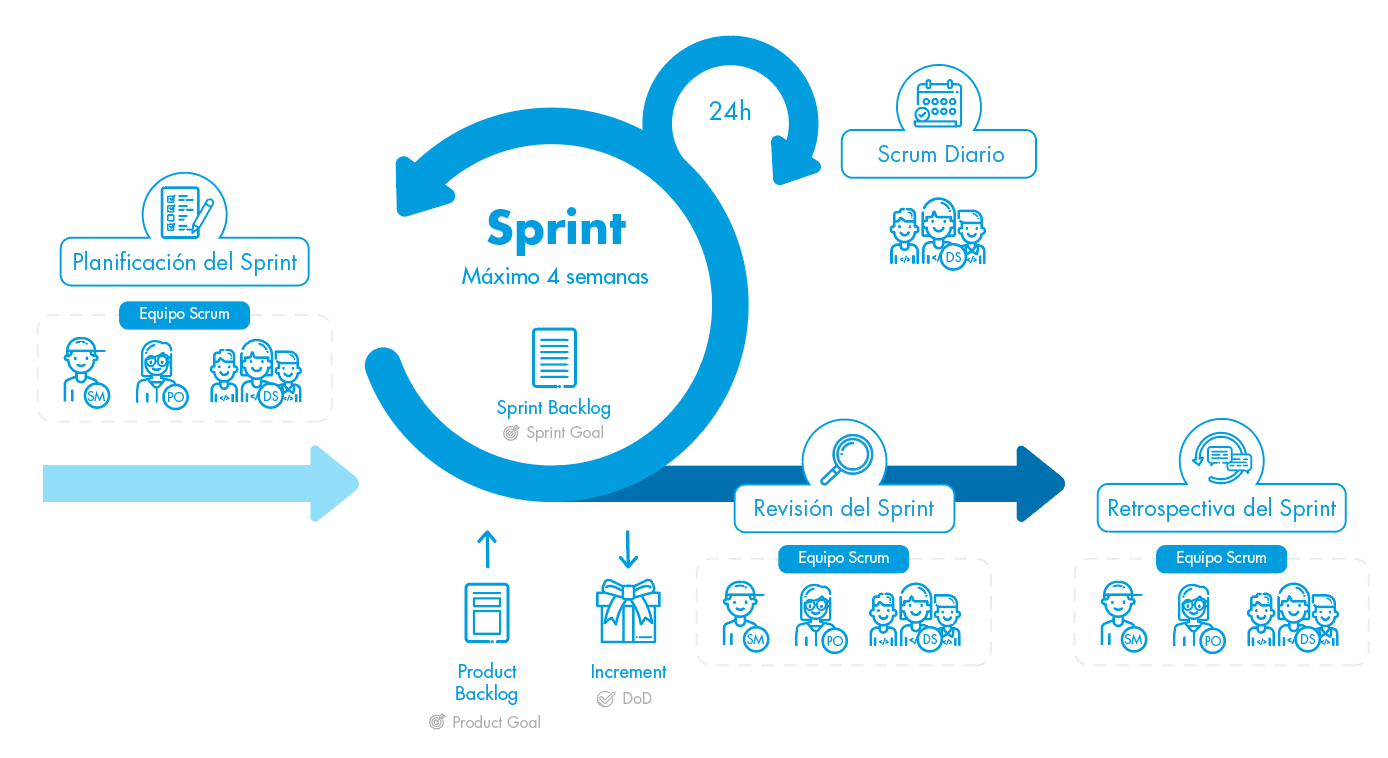 24h
Scrum Diario
DS
Sprint
Máximo 4 semanas
Planificación del Sprint
Equipo Scrum
SM
PO
DS
Sprint Backlog
Sprint Goal
Revisión del Sprint
Equipo Scrum
SM
PO
DS
Retrospectiva del Sprint
Equipo Scrum
SM
PO
DS
Product
Backlog
Product Goal
Increment
DoD